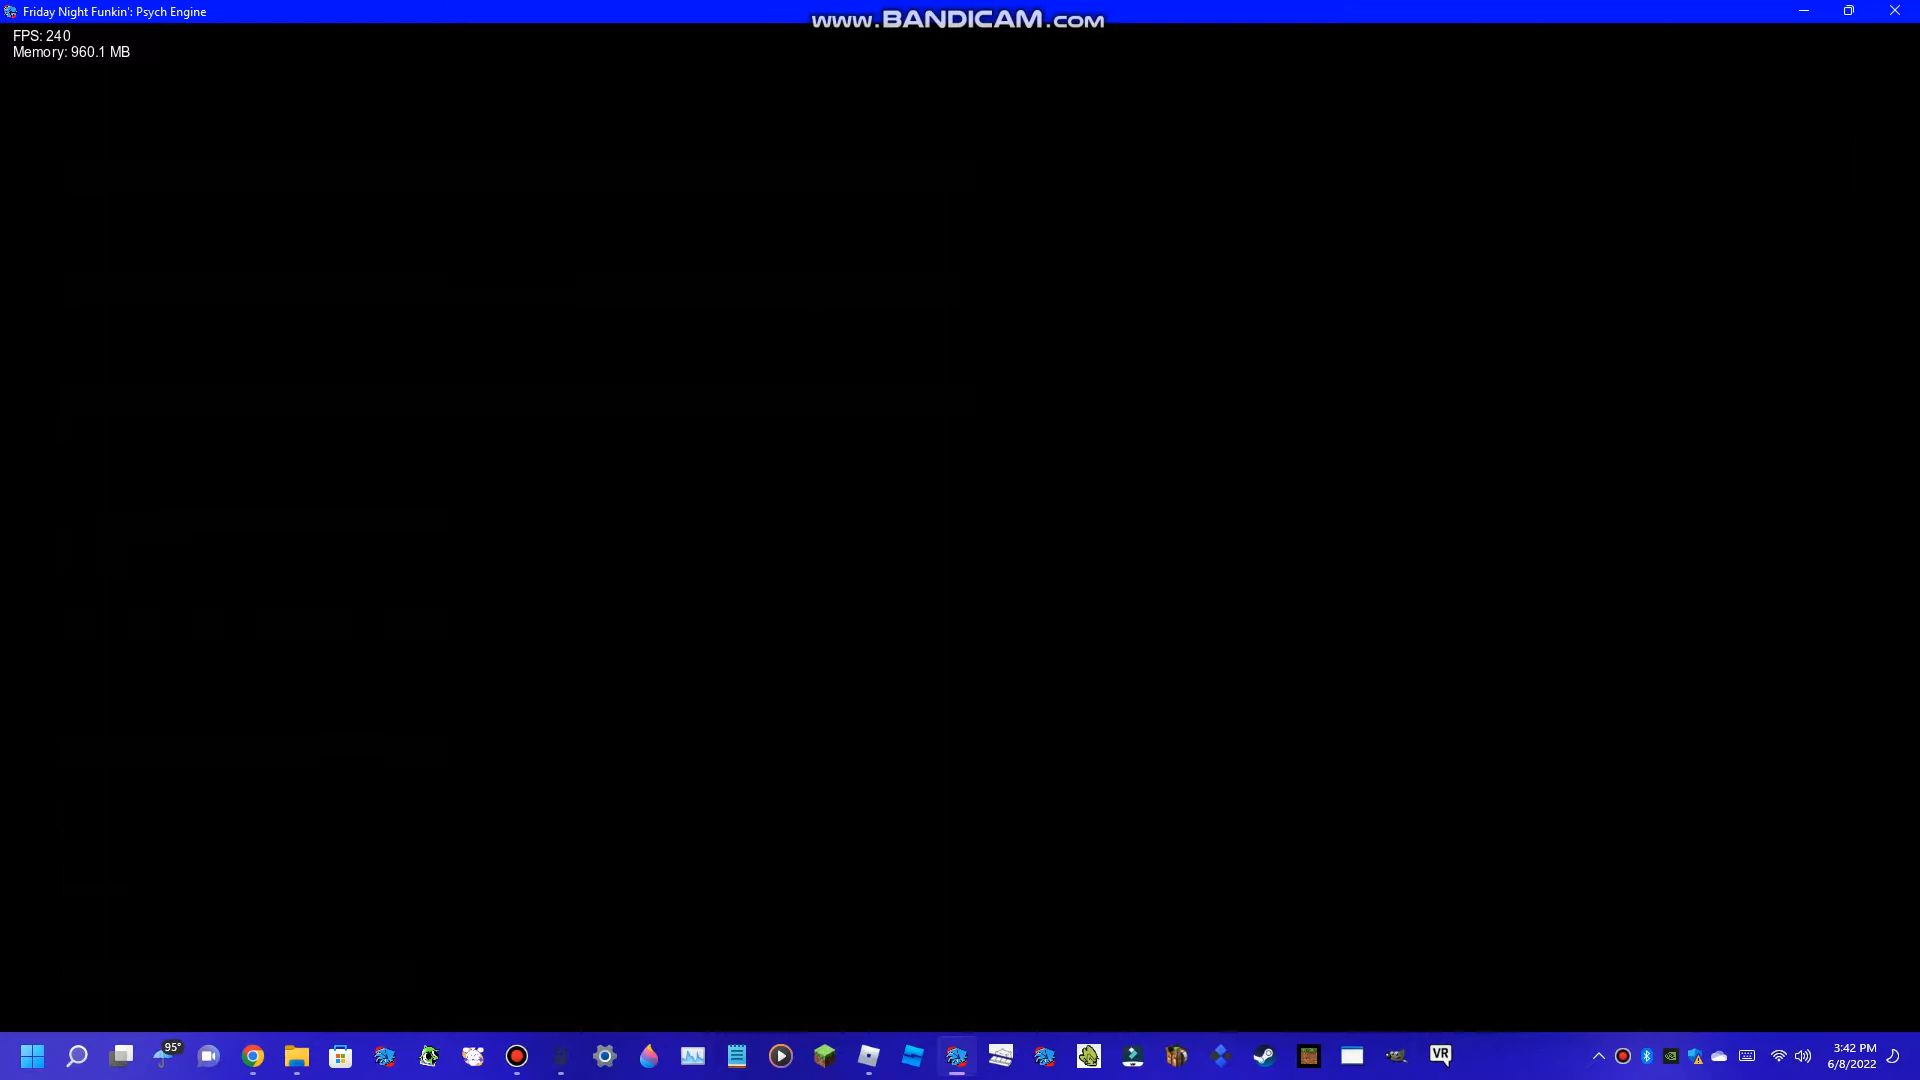 Friday Night Funkin': Psych Engine
www.BANDICAM.com
FPS: 240
Memory: 960.1 MB
95°
VR
3:42 PM
6/8/2022